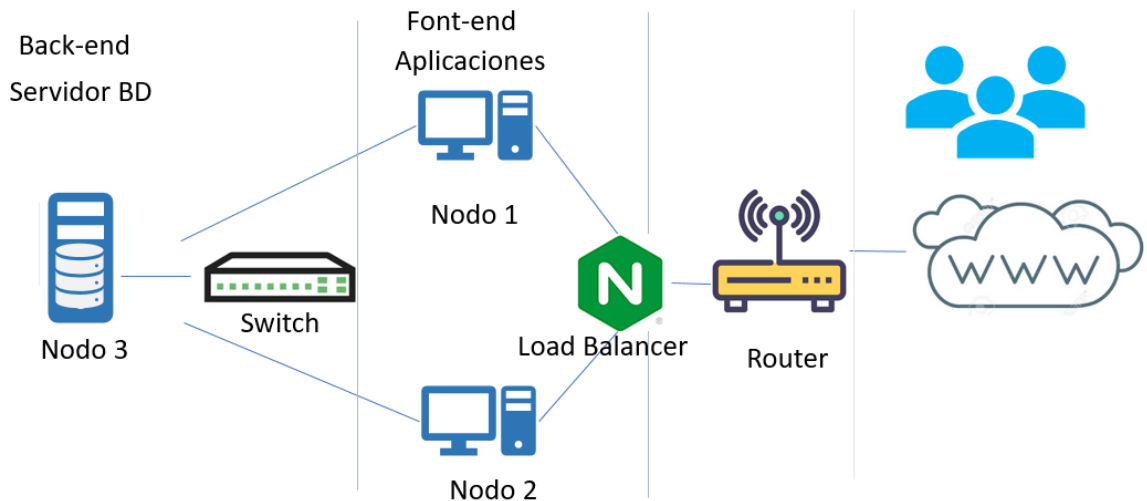 Back-end
Servidor BD
Font-end
Aplicaciones
Nodo 1
Nodo 3
Switch
N
Load Balancer
Router
WWW
Nodo 2